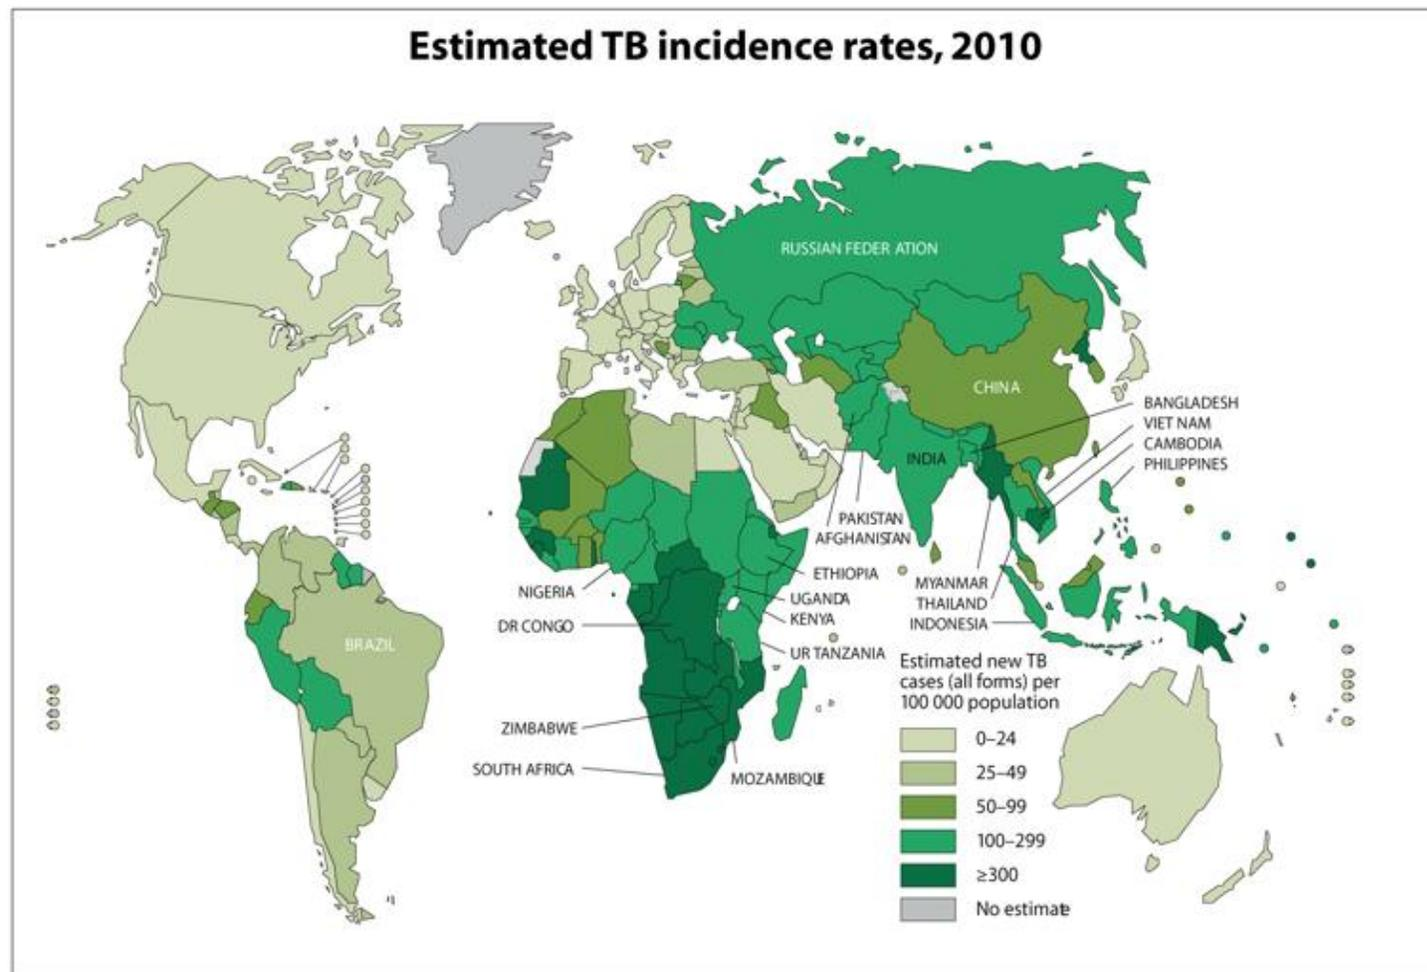 Estimated TB incidence rates, 2010
RUSSIAN FEDER ATION
CHINA
BANGLADESH
VIET NAM
CAMBODIA
PHILIPPINES
INDIA
PAKISTAN
AFGHANISTAN
MYANMAR
THAILAND
INDONESIA
ETHIOPIA
UGANDA
KENYA
UR TANZANIA
NIGERIA
DR CONGO
BRAZIL
ZIMBABWE
SOUTH AFRICA
MOZAMBIQUE
Estimated new TB
cases (all forms) per
100 000 population
0–24
25–49
50–99
100–299
≥300
No estimate